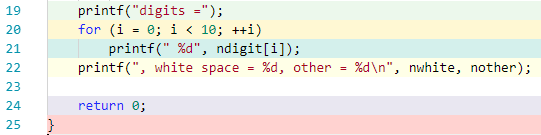 19 printf("digits =");
20 for (i = 0; i < 10; ++i)
21 printf(" %d", ndigit[i]);
22 printf(", white space = %d, other = %d\n", nwhite, nother);
23
24 return 0;
25 }